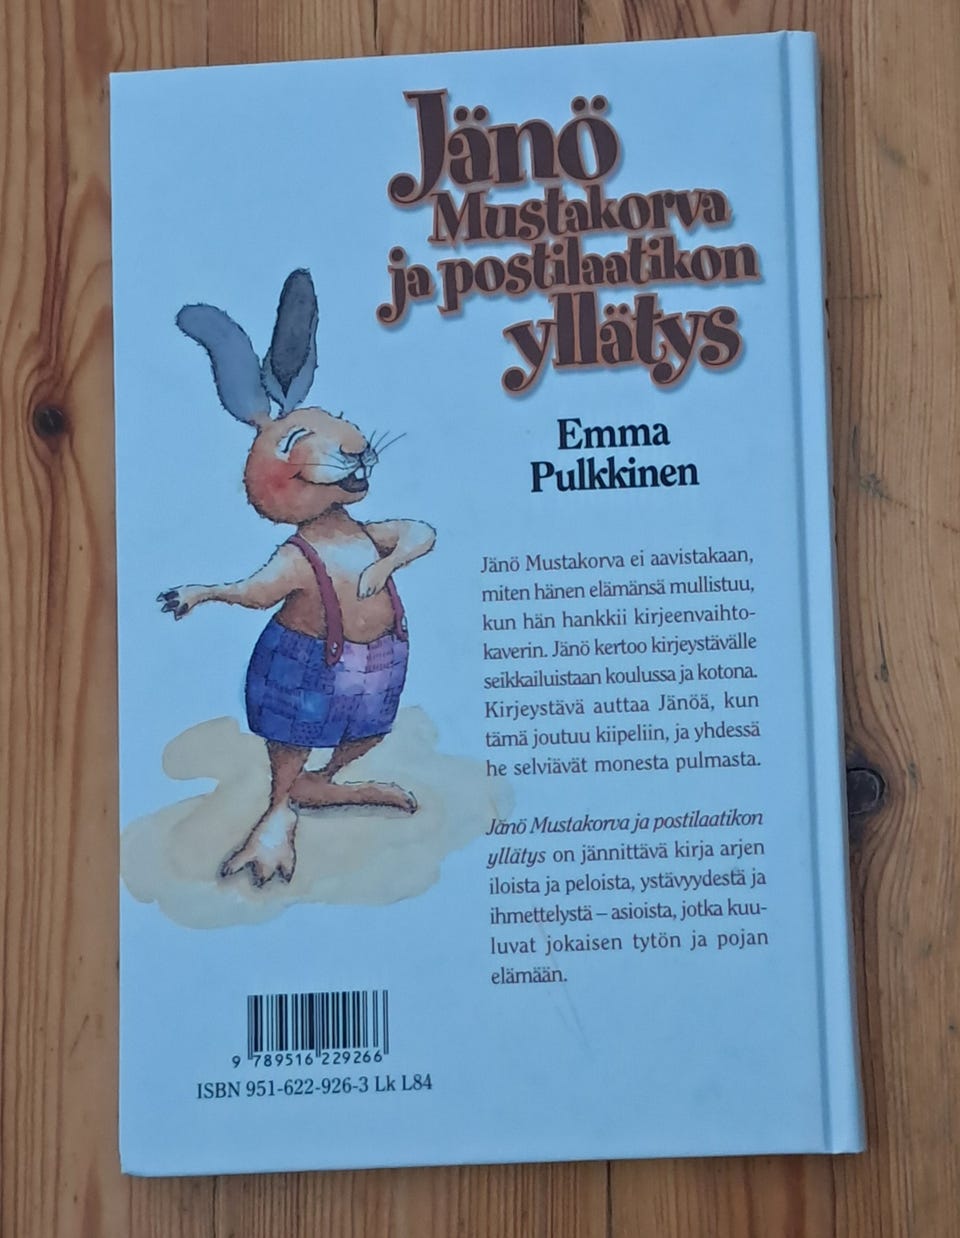 Jänö
Mustakorva
ja postilaatikon
yllätys
Emma
Pulkkinen
Jänö Mustakorva ei aavistakaan,
miten hänen elämänsä mullistuu,
kun hän hankkii kirjeenvaihto-
kaverin. Jänö kertoo kirjeystävälle
seikkailuistaan koulussa ja kotona.
Kirjeystävä auttaa Jänöä, kun
tämä joutuu kiipeliin, ja yhdessä
he selviävät monesta pulmasta.
Jänö Mustakorva ja postilaatikon
yllätys on jännittävä kirja arjen
iloista ja peloista, ystävyydestä ja
ihmettelystä – asioista, jotka kuu-
luvat jokaisen tytön ja pojan
elämään.
9 789516 229266
ISBN 951-622-926-3 Lk L84